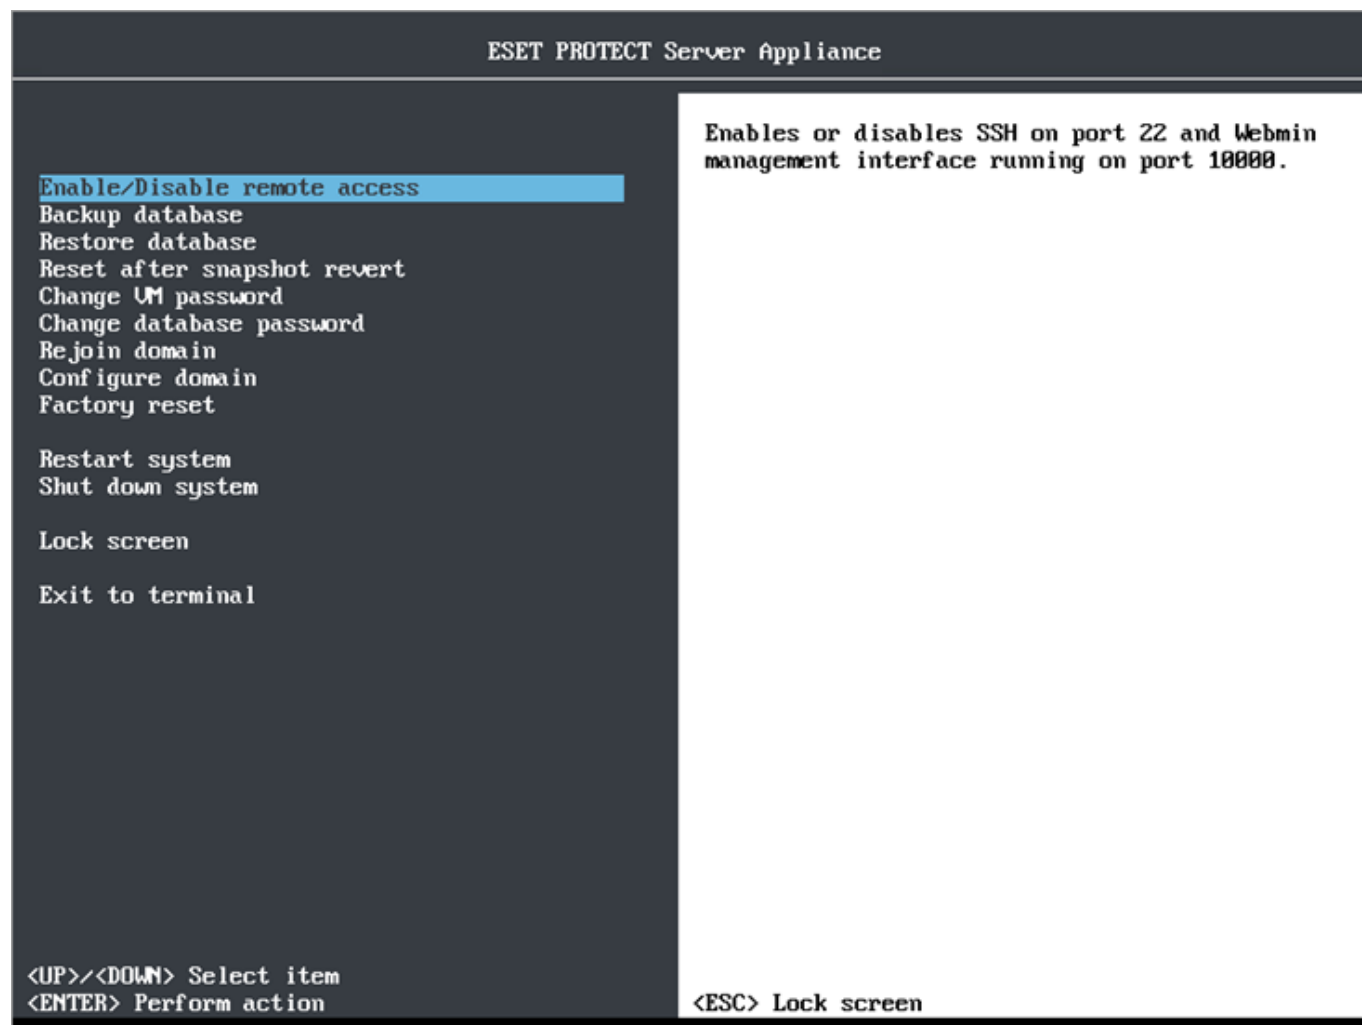 ESET PROTECT Server Appliance
Enable/Disable remote access
Backup database
Restore database
Reset after snapshot revert
Change VM password
Change database password
Rejoin domain
Configure domain
Factory reset
Restart system
Shut down system
Lock screen
Exit to terminal
<UP>/<DOWN> Select item
<ENTER> Perform action
Enables or disables SSH on port 22 and Webmin
management interface running on port 10000.
<ESC> Lock screen